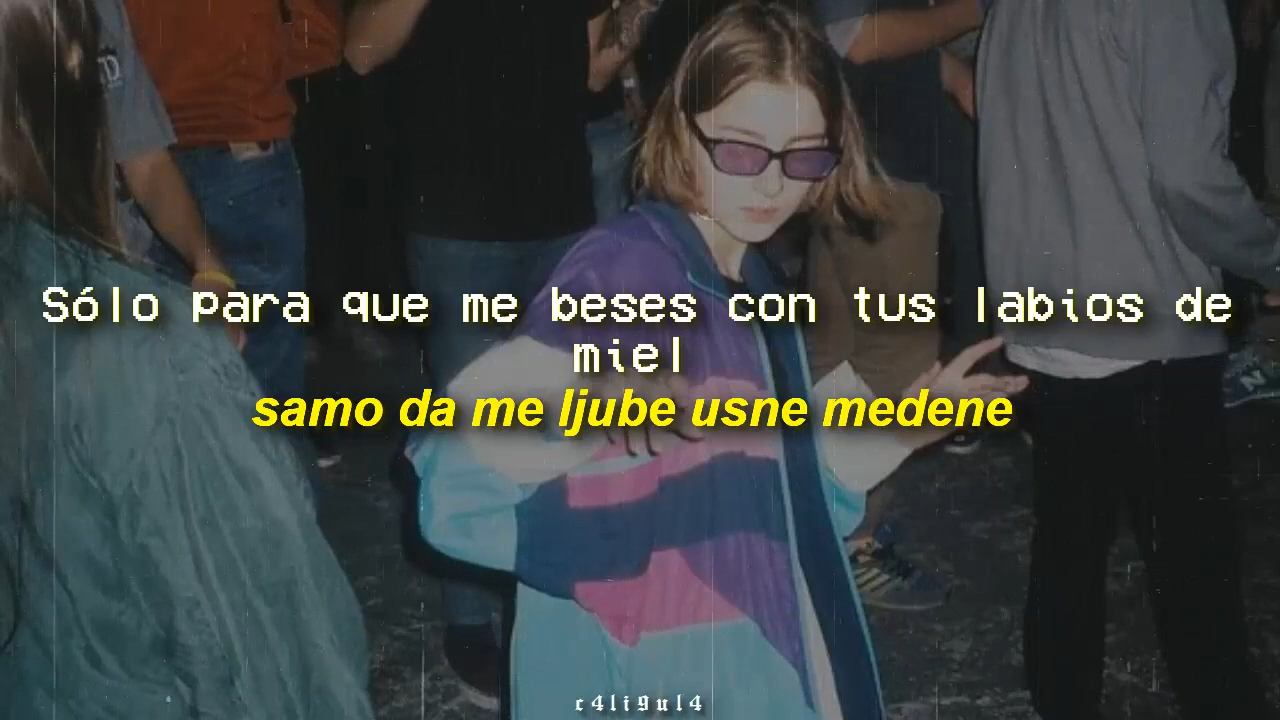 Sólo para que me beses con tus labios de
miel
samo da me ljube usne medene
c4li9ul4